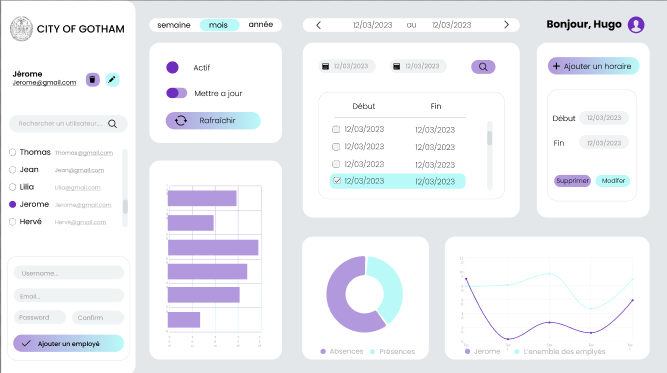 CITY OF GOTHAM
Jérome
Jerome@gmail.com
Rechercher un utilisateur...
Thomas Thomas@gmail.com
Jean Jean@gmail.com
Lilia Lilia@gmail.com
Jerome Jerome@gmail.com
Hervé Hervé@gmail.com
Username...
Email...
Password Confirm
Ajouter un employé
semaine mois année
Actif
Mettre a jour
Rafraichir
12/03/2023 au 12/03/2023
12/03/2023 12/03/2023
Début Fin
12/03/2023 12/03/2023
12/03/2023 12/03/2023
12/03/2023 12/03/2023
12/03/2023 12/03/2023
Absences Présences
Bonjour, Hugo
Ajouter un horaire
Début 12/03/2023
Fin 12/03/2023
Supprimer Modifer
Jerome L'enemble des emplyés